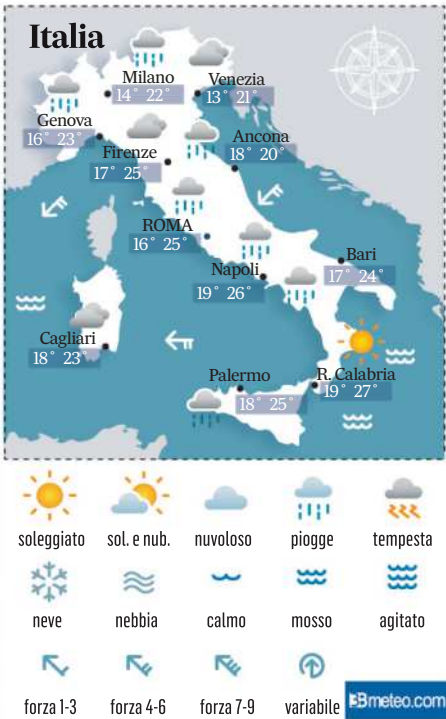 Italia
Milano
14° 22°
Venezia
13° 21°
Genova
16° 23°
Firenze
17° 25°
Ancona
18° 20°
ROMA
16° 25°
Napoli
19° 26°
Bari
17° 24°
Cagliari
18° 23°
Palermo
18° 25°
R. Calabria
19° 27°
soleggiato sol. e nub. nuvoloso piogge tempesta
neve nebbia calmo mosso agitato
forza 1-3 forza 4-6 forza 7-9 variabile
3Bmeteo.com